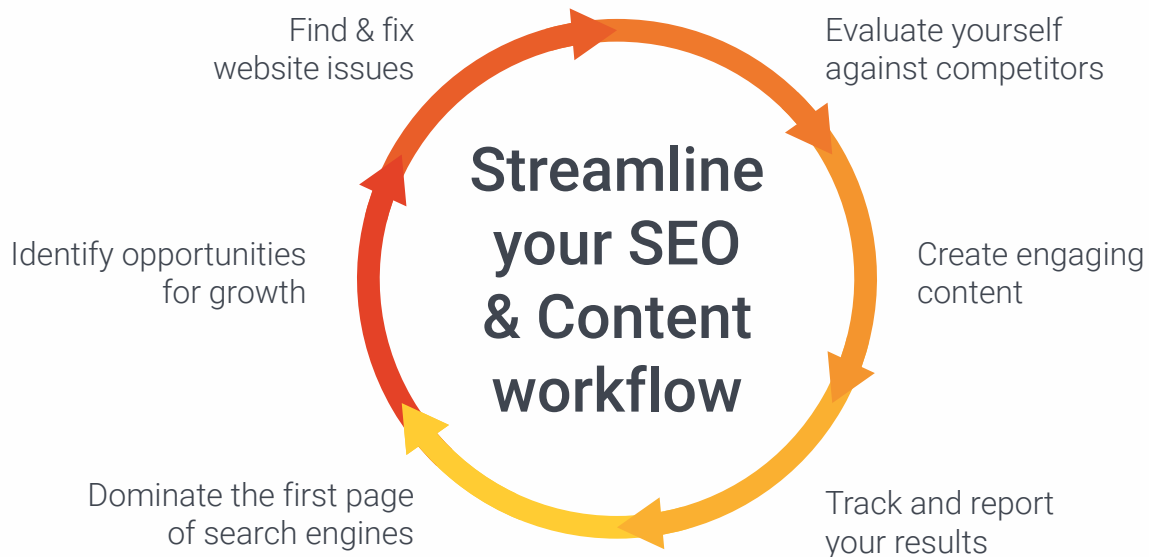 Find & fix
website issues
Evaluate yourself
against competitors
Streamline
your SEO
& Content
workflow
Identify opportunities
for growth
Create engaging
content
Dominate the first page
of search engines
Track and report
your results